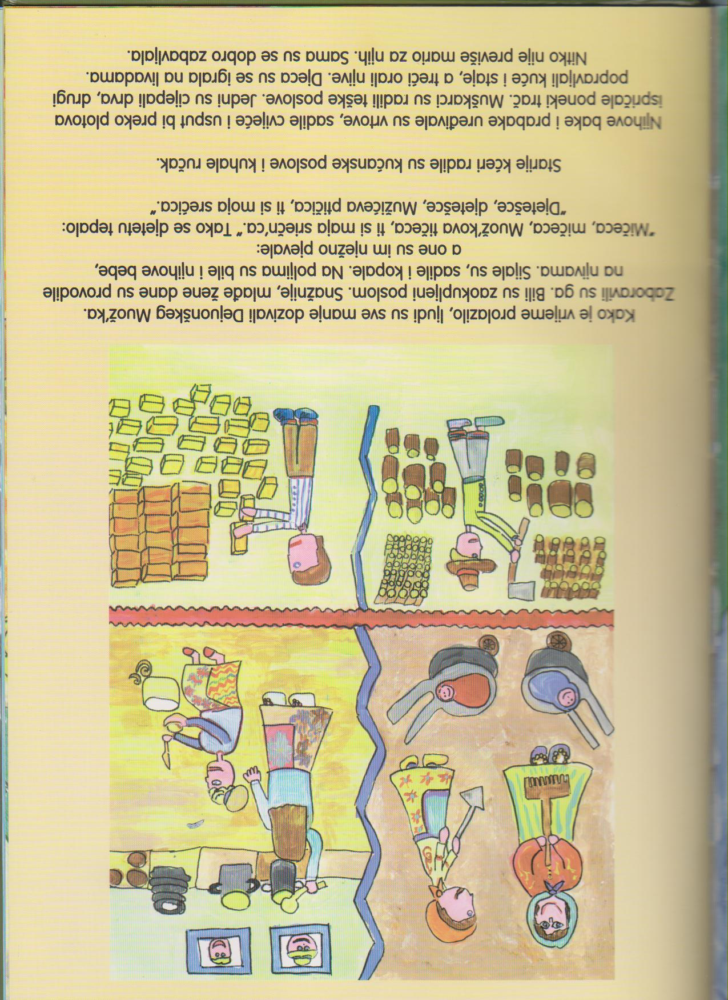 Kako je vrijeme prolazilo, ljudi su sve manje dozivali Dejuonškeg Muož'ka.
Zaboravili su ga. Bili su zaokupljeni poslom. Snažnije, mlađe žene dane su provodile
na njivama. Sijale su, sadile i kopale. Na poljima su bile i njihove bebe,
a one su im nježno pjevale:
"Mičeca, mičeca, Muož'kova tičeca, ti si maja srięčn'ca." Tako se djetetu tepalo:
"Djetešce, djetešce, Mužićeva ptičica, ti si moja srećica."
Starije kćeri radile su kućanske poslove i kuhale ručak.
Njihove bake i prabake uređivale su vrtove, sadile cvijeće i usput bi preko plotova
ispričale poneki trač. Muškarci su radili teške poslove. Jedni su cijepali drva, drugi
popravljali kuće i staje, a treći orali njive. Djeca su se igrala na livadama.
Nitko nije previše mario za njih. Sama su se dobro zabavljala.